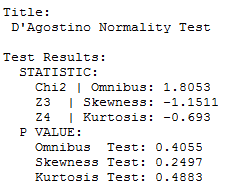 Title:
D'Agostino Normality Test
Test Results:
STATISTIC:
Chi2 | Omnibus: 1.8053
Z3 | Skewness: -1.1511
Z4 | Kurtosis: -0.693
P VALUE:
Omnibus Test: 0.4055
Skewness Test: 0.2497
Kurtosis Test: 0.4883